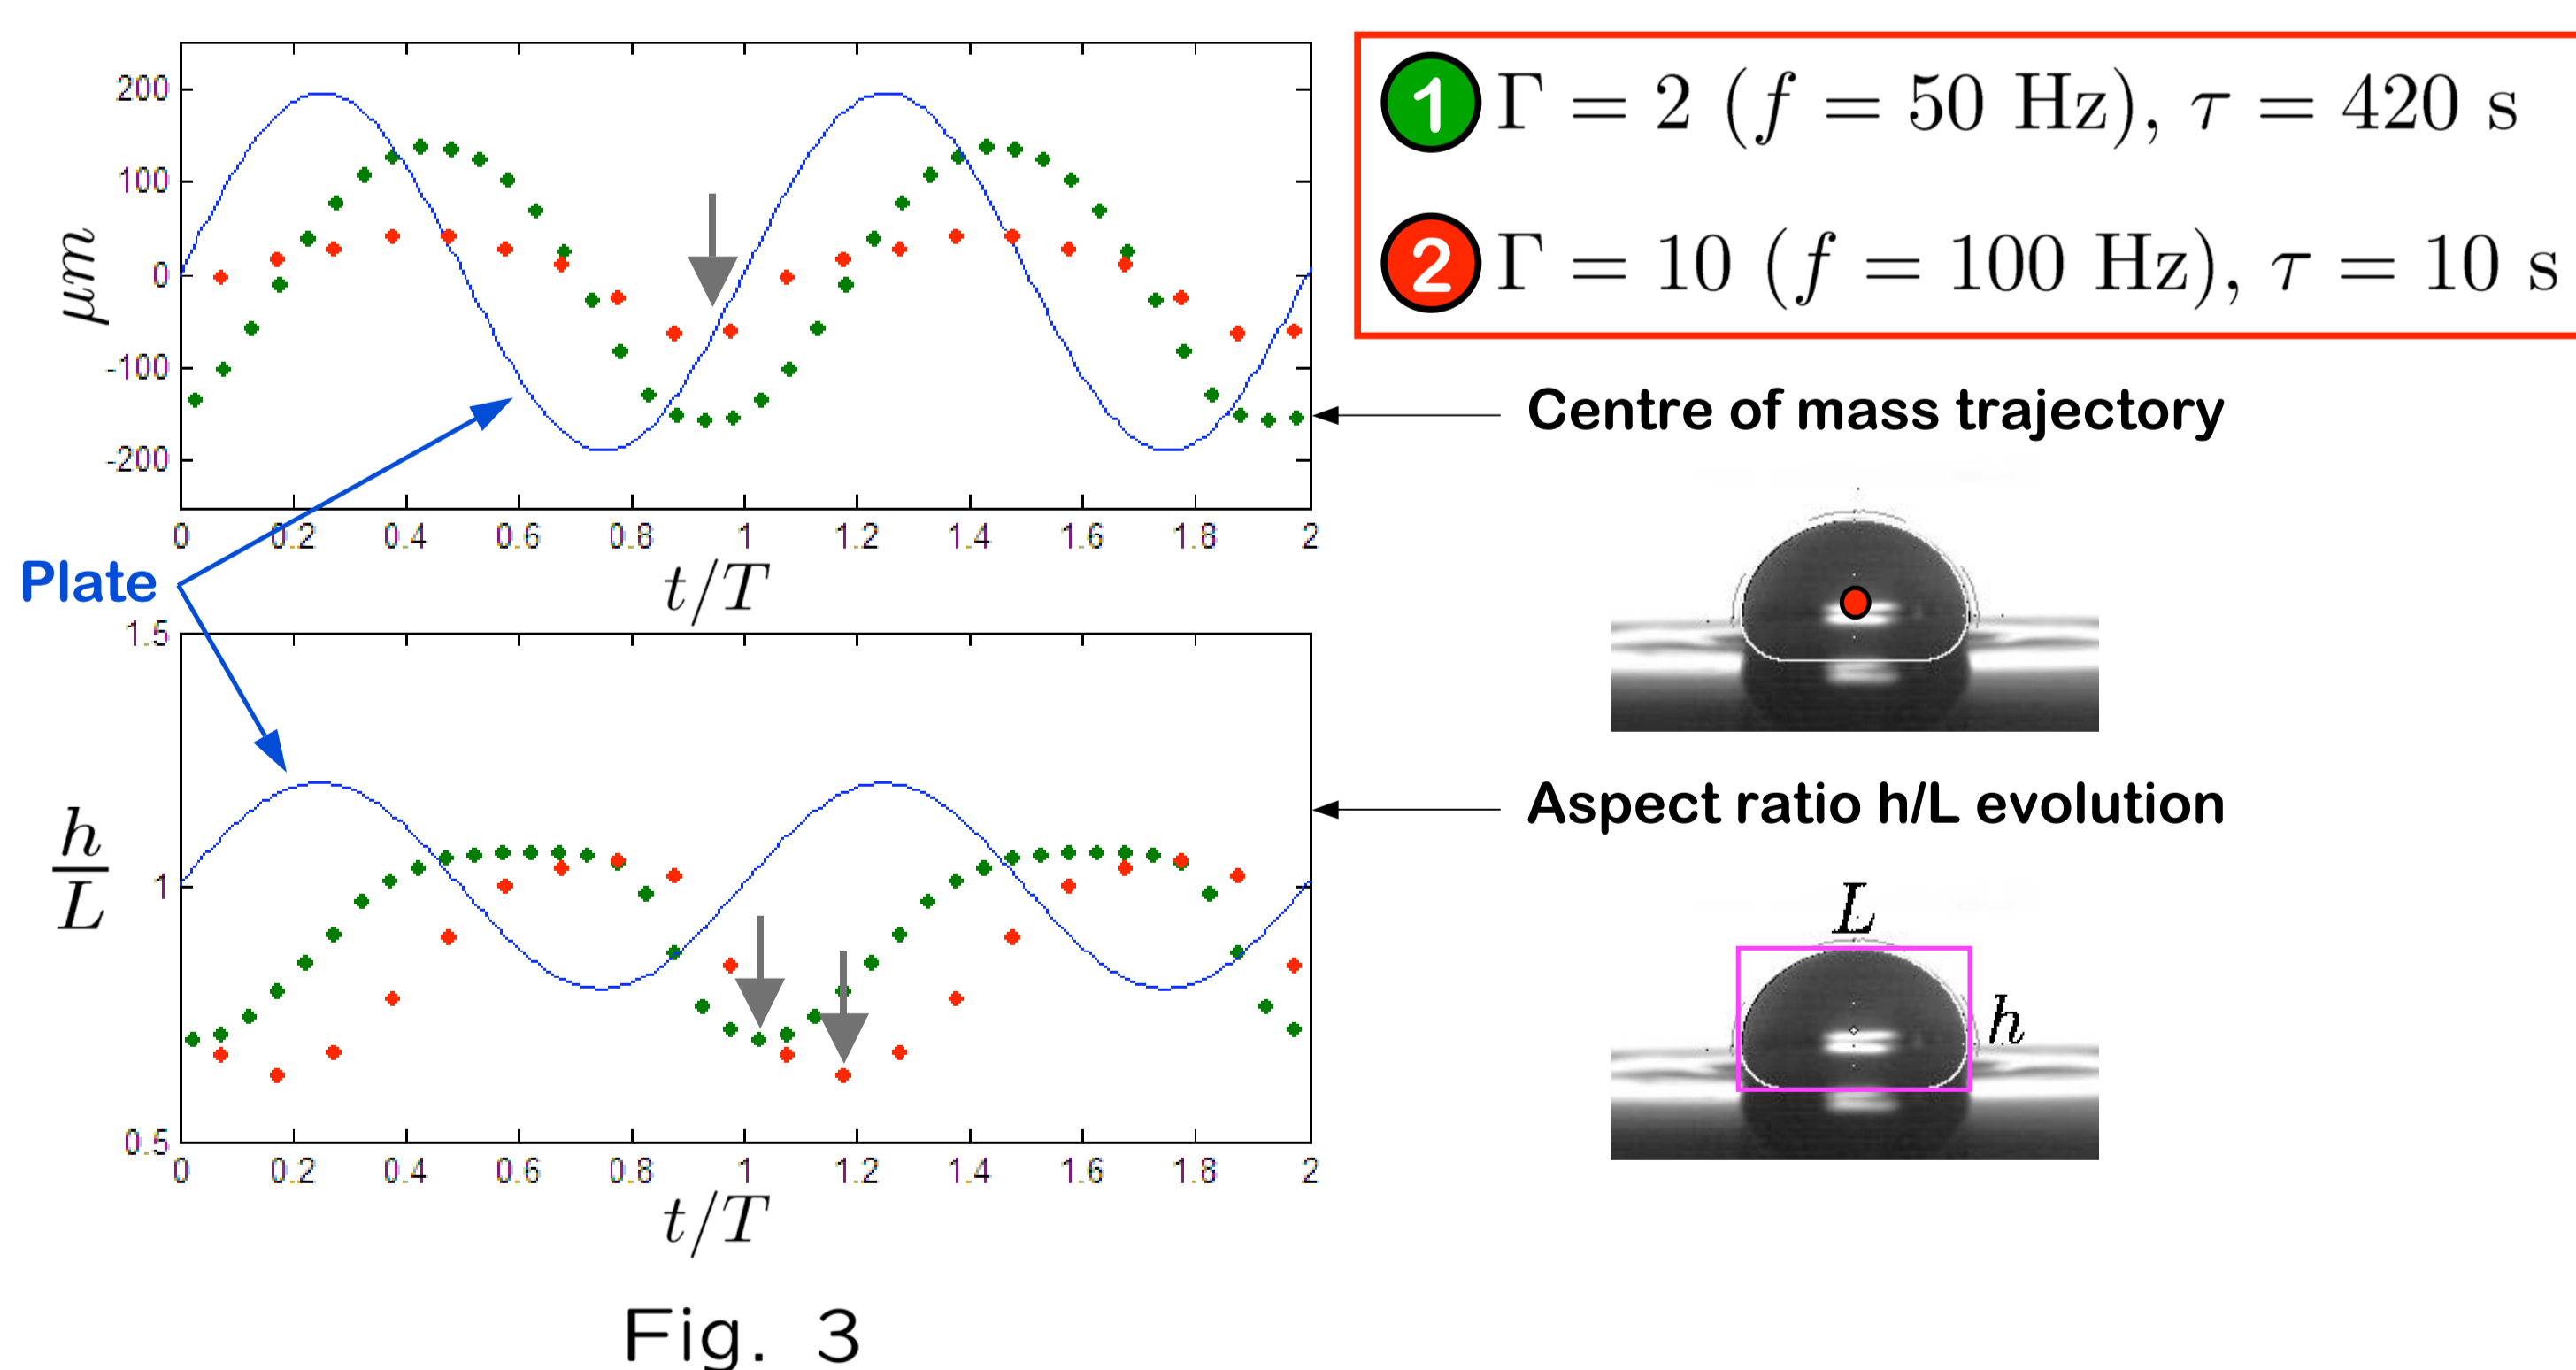 200
100
0
-100
-200
μm
0 0.2 0.4 0.6 0.8 1 1.2 1.4 1.6 1.8 2
t/T
1 Γ = 2 (f = 50 Hz), τ = 420 s
2 Γ = 10 (f = 100 Hz), τ = 10 s
Centre of mass trajectory
Plate
1.5
1
0.5
h/L
0 0.2 0.4 0.6 0.8 1 1.2 1.4 1.6 1.8 2
t/T
Aspect ratio h/L evolution
L
h
Fig. 3